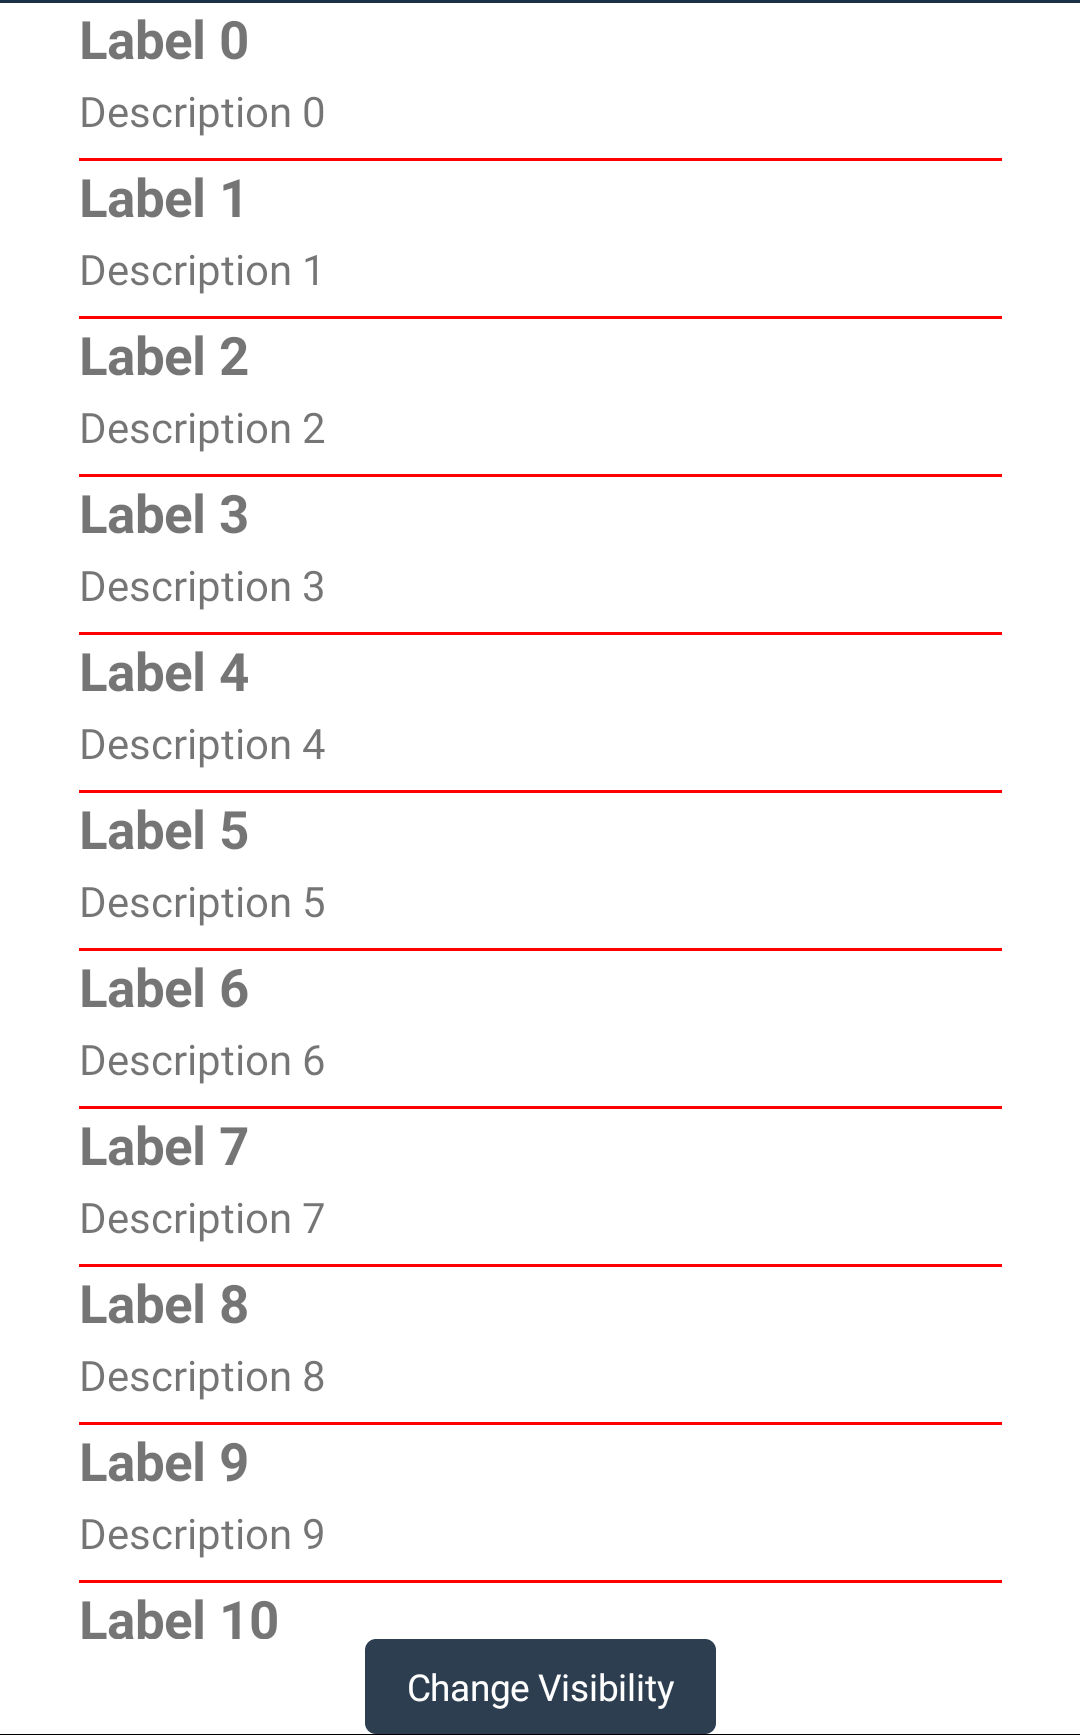 Label 0
Description 0
Label 1
Description 1
Label 2
Description 2
Label 3
Description 3
Label 4
Description 4
Label 5
Description 5
Label 6
Description 6
Label 7
Description 7
Label 8
Description 8
Label 9
Description 9
Label 10
Change Visibility